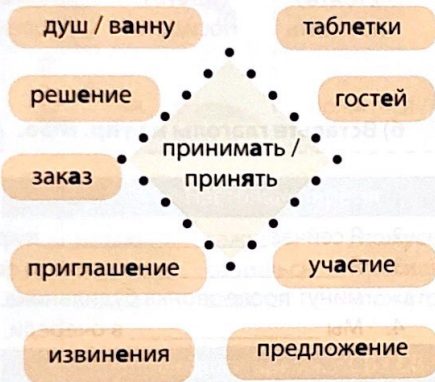 душ / ванну
таблетки
решение
гостей
заказ
принимать /
принять
приглашение
участие
извинения
предложение